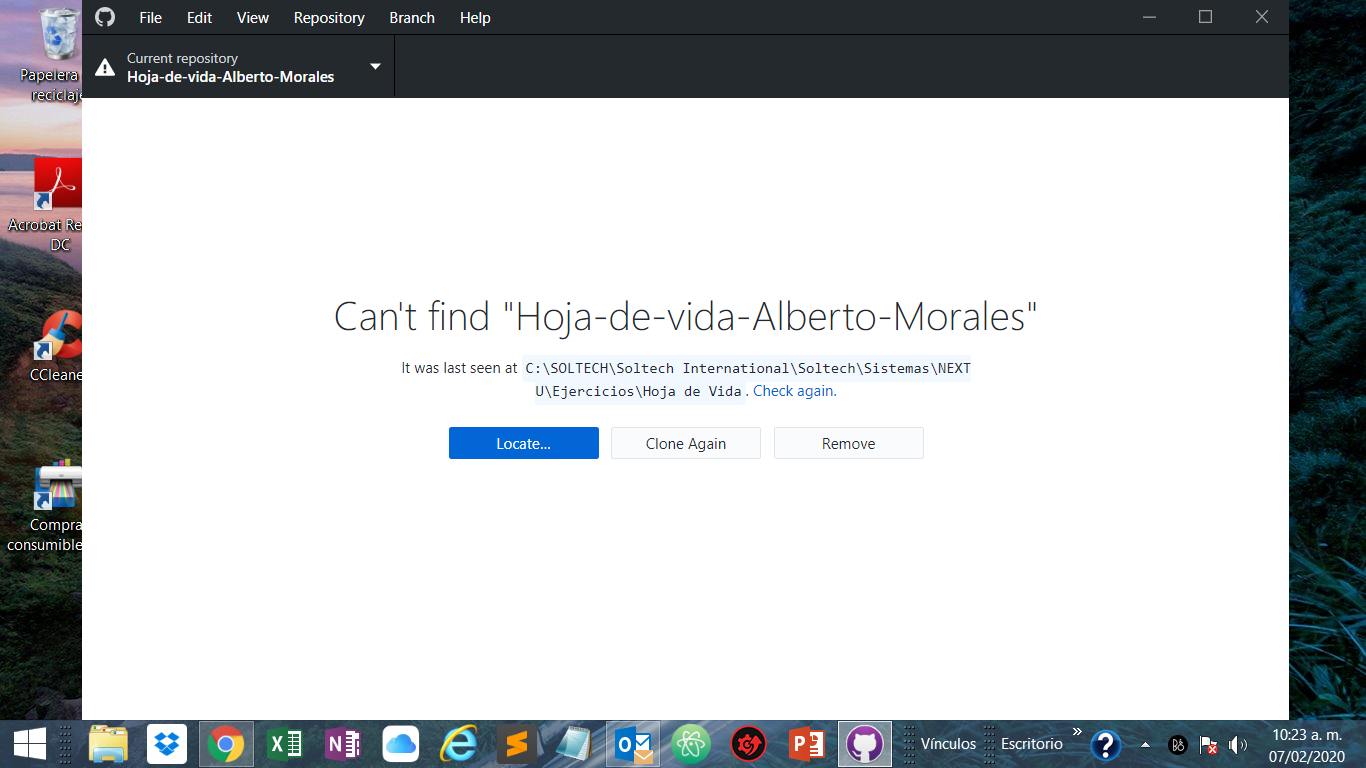 File Edit View Repository Branch Help
Current repository
Hoja-de-vida-Alberto-Morales
Papelera
reciclaje
Acrobat Re
DC
CCleane
Compra
consumible
Can't find "Hoja-de-vida-Alberto-Morales"
It was last seen at C:\SOLTECH\Soltech International\Soltech\Sistemas\NEXT
U\Ejercicios\Hoja de Vida. Check again.
Locate...
Clone Again
Remove
Vínculos
Escritorio
10:23 a. m.
07/02/2020